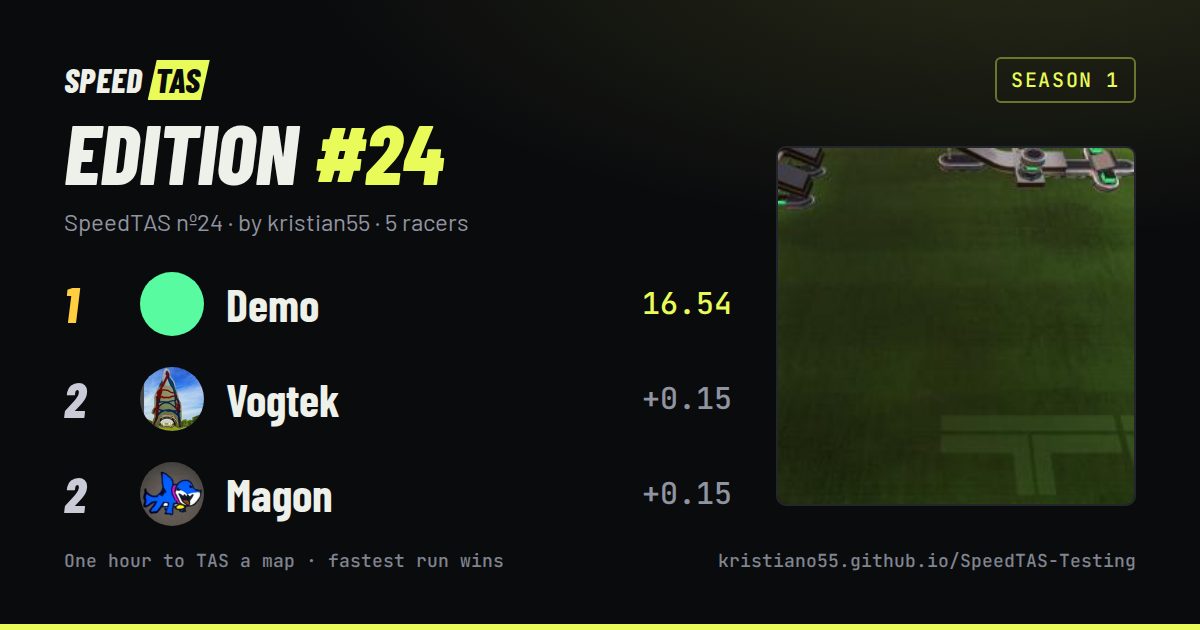 SPEED TAS
SEASON 1
EDITION #24
SpeedTAS nº24 · by kristian55 · 5 racers
1 Demo 16.54
2 Vogtek +0.15
2 Magon +0.15
One hour to TAS a map · fastest run wins
kristiano55.github.io/SpeedTAS-Testing